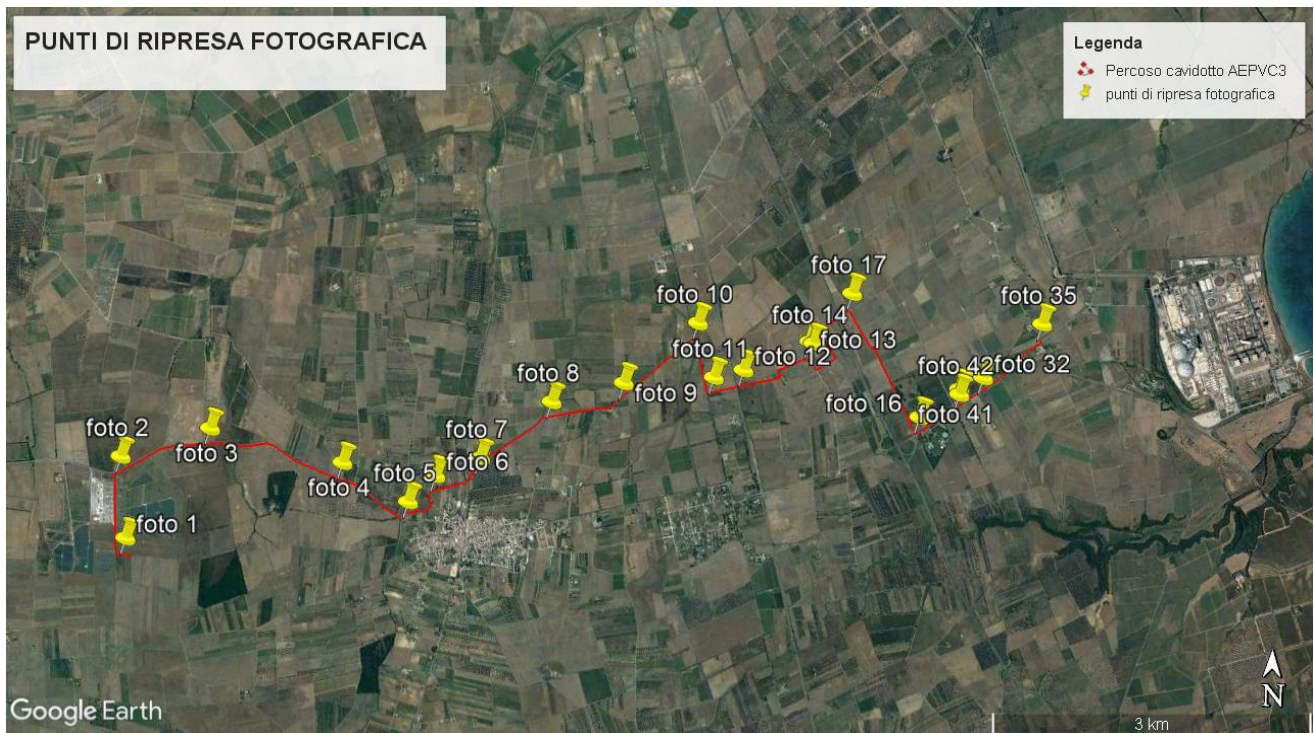 PUNTI DI RIPRESA FOTOGRAFICA
Legenda
Percoso cavidotto AEPVC3
punti di ripresa fotografica
foto 17
foto 10
foto 35
foto 14
foto 13
foto 11
foto 12
foto 42
foto 32
foto 8
foto 9
foto 16
foto 41
foto 2
foto 3
foto 7
foto 6
foto 5
foto 4
foto 1
N
Google Earth
3 km